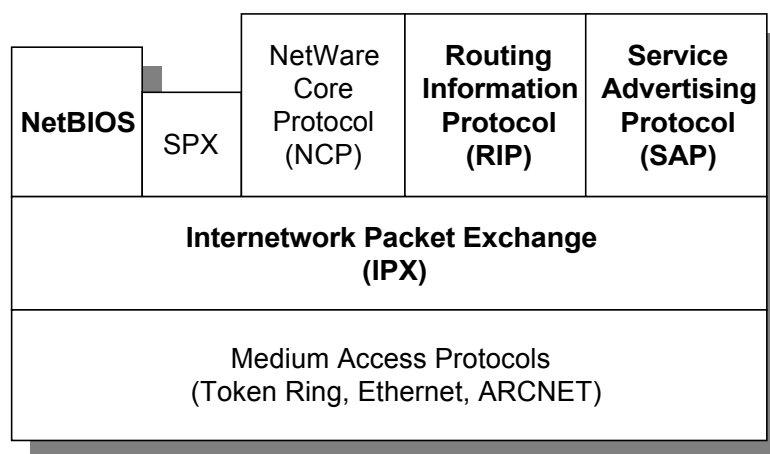 NetBIOS
SPX
NetWare
Core
Protocol
(NCP)
Routing
Information
Protocol
(RIP)
Service
Advertising
Protocol
(SAP)
Internetwork Packet Exchange
(IPX)
Medium Access Protocols
(Token Ring, Ethernet, ARCNET)